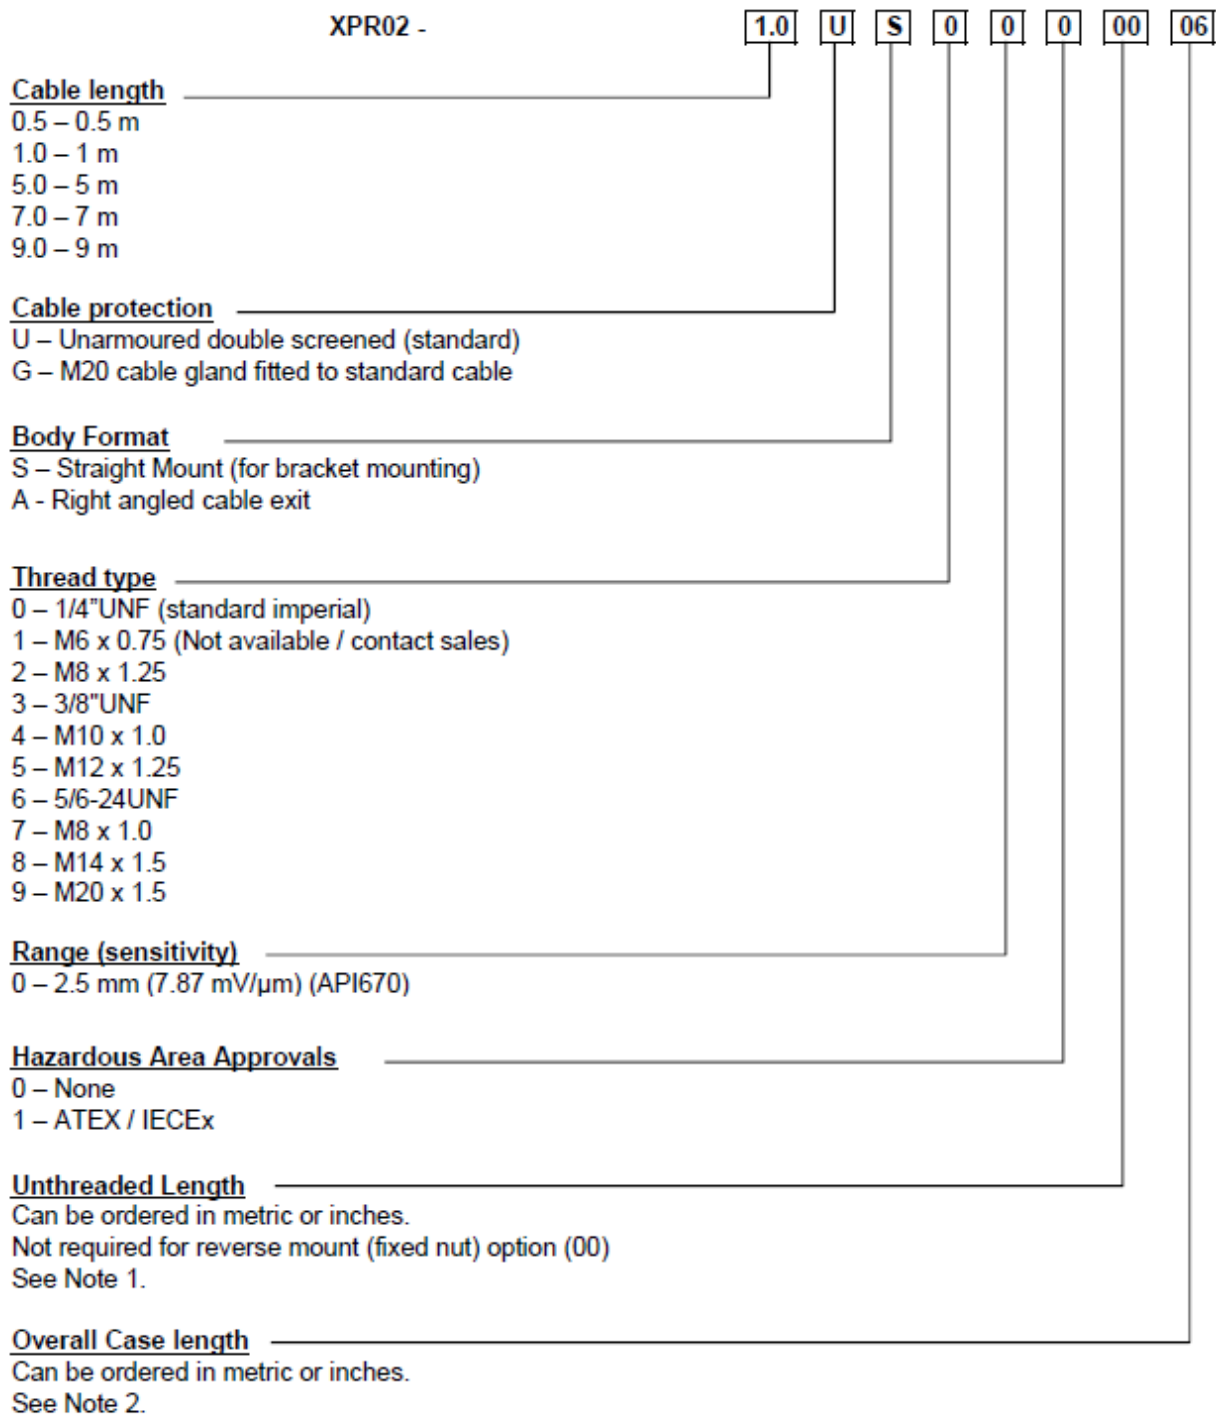 XPR02 - 1.0 U S 0 0 0 00 06
Cable length
0.5 – 0.5 m
1.0 – 1 m
5.0 – 5 m
7.0 – 7 m
9.0 – 9 m
Cable protection
U – Unarmoured double screened (standard)
G – M20 cable gland fitted to standard cable
Body Format
S – Straight Mount (for bracket mounting)
A - Right angled cable exit
Thread type
0 – 1/4"UNF (standard imperial)
1 – M6 x 0.75 (Not available / contact sales)
2 – M8 x 1.25
3 – 3/8"UNF
4 – M10 x 1.0
5 – M12 x 1.25
6 – 5/6-24UNF
7 – M8 x 1.0
8 – M14 x 1.5
9 – M20 x 1.5
Range (sensitivity)
0 – 2.5 mm (7.87 mV/µm) (API670)
Hazardous Area Approvals
0 – None
1 – ATEX / IECEx
Unthreaded Length
Can be ordered in metric or inches.
Not required for reverse mount (fixed nut) option (00)
See Note 1.
Overall Case length
Can be ordered in metric or inches.
See Note 2.